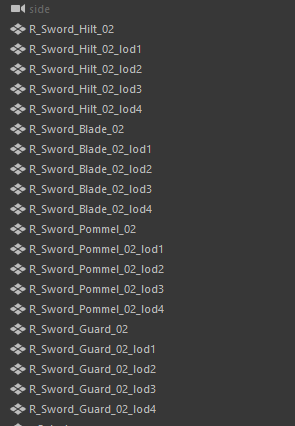 side
R_Sword_Hilt_02
R_Sword_Hilt_02_lod1
R_Sword_Hilt_02_lod2
R_Sword_Hilt_02_lod3
R_Sword_Hilt_02_lod4
R_Sword_Blade_02
R_Sword_Blade_02_lod1
R_Sword_Blade_02_lod2
R_Sword_Blade_02_lod3
R_Sword_Blade_02_lod4
R_Sword_Pommel_02
R_Sword_Pommel_02_lod1
R_Sword_Pommel_02_lod2
R_Sword_Pommel_02_lod3
R_Sword_Pommel_02_lod4
R_Sword_Guard_02
R_Sword_Guard_02_lod1
R_Sword_Guard_02_lod2
R_Sword_Guard_02_lod3
R_Sword_Guard_02_lod4